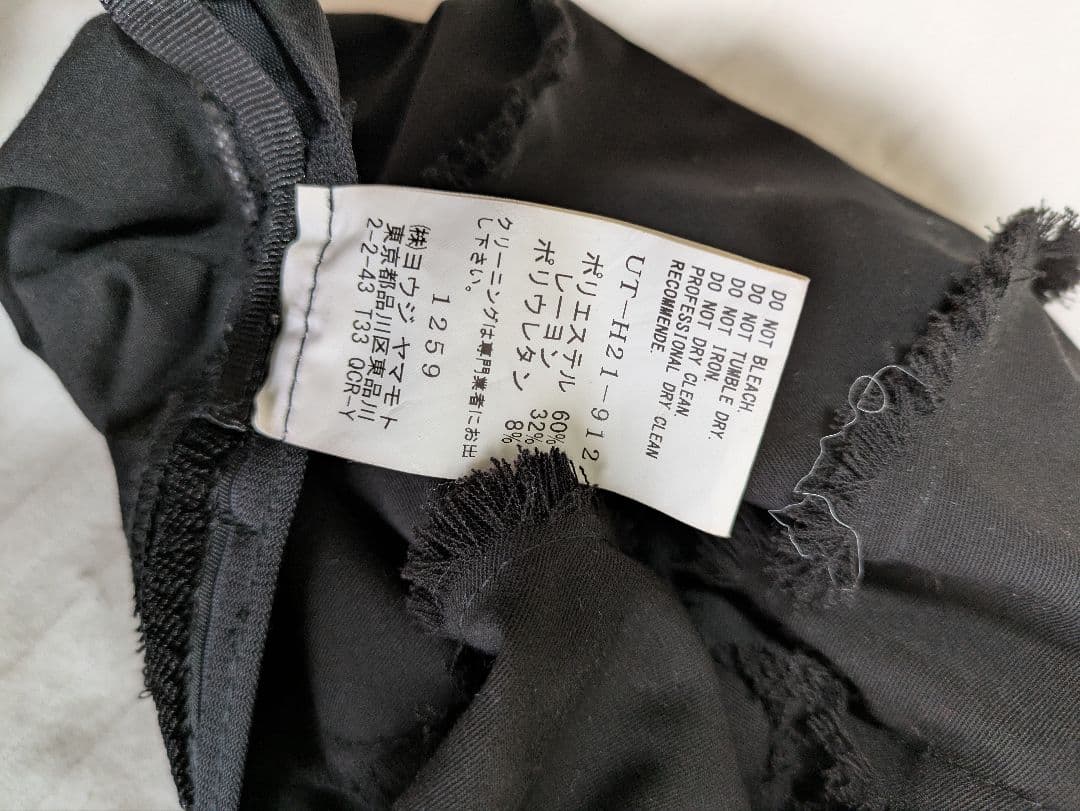 DO NOT BLEACH.
DO NOT TUMBLE DRY.
DO NOT IRON.
DO NOT DRY CLEAN.
PROFESSIONAL DRY CLEAN
RECOMMENDE.
UT-H21-912
ポリエステル 60%
レーヨン 32%
ポリウレタン 8%
クリーニングは専門業者にお出
し下さい。
1259
㈱ヨウジ ヤマモト
東京都品川区東品川
2-2-43 T33 QCR-Y